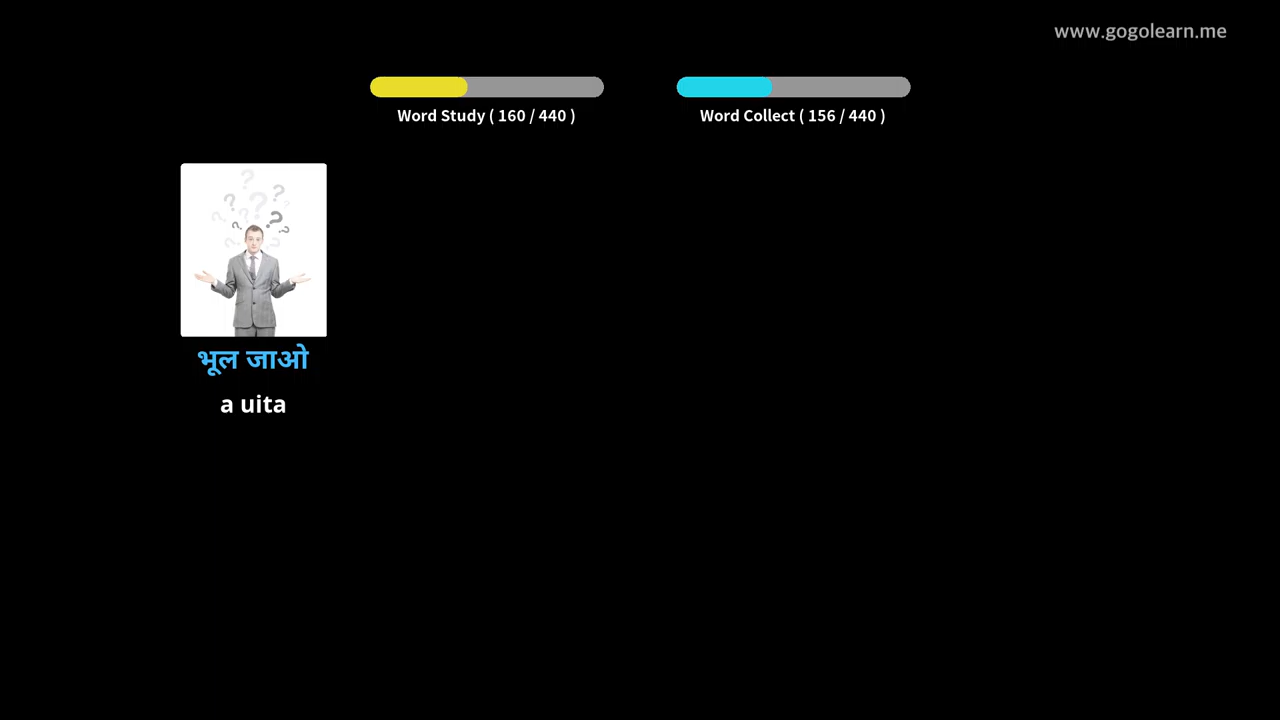 www.gogolearn.me
Word Study ( 160 / 440 )
Word Collect ( 156 / 440 )
भूल जाओ
a uita